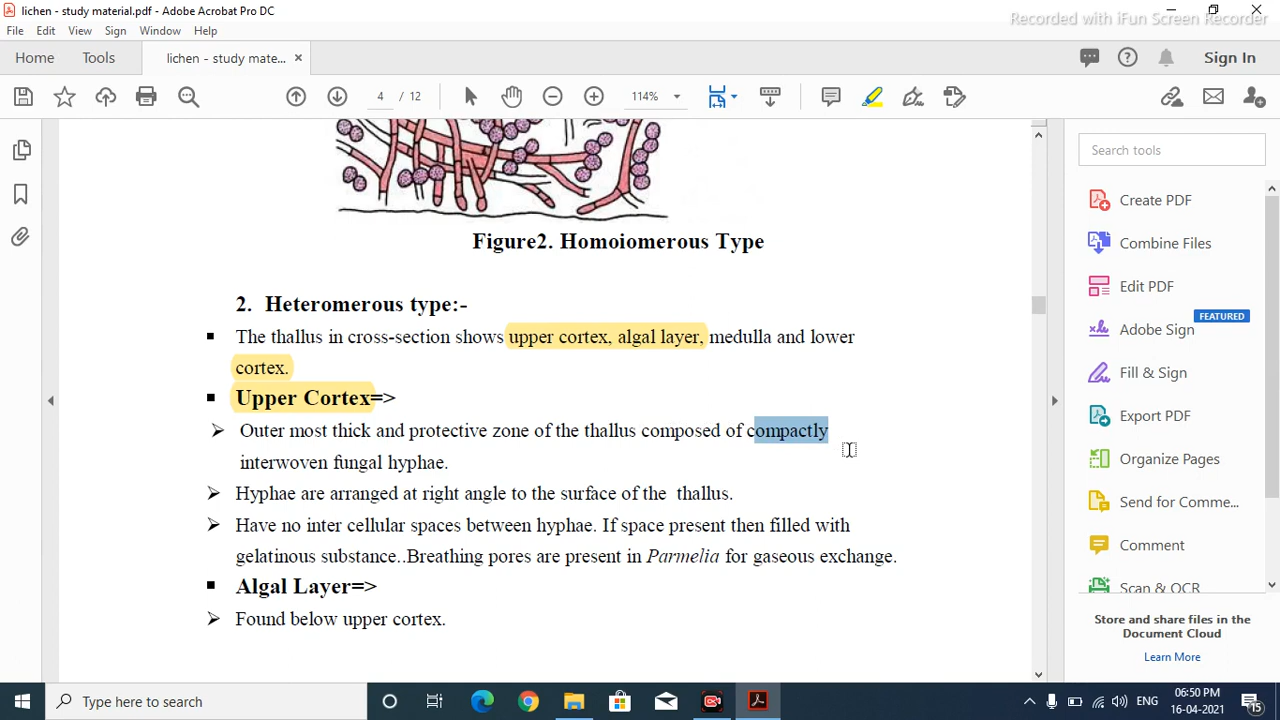 lichen - study material.pdf - Adobe Acrobat Pro DC
Recorded with iFun Screen Recorder
File Edit View Sign Window Help
Home Tools lichen - study mate... × Sign In
4 / 12 114%
Search tools
Figure2. Homoiomerous Type
2. Heteromerous type:-
▪ The thallus in cross-section shows upper cortex, algal layer, medulla and lower
cortex.
▪ Upper Cortex=>
➢ Outer most thick and protective zone of the thallus composed of compactly
interwoven fungal hyphae.
➢ Hyphae are arranged at right angle to the surface of the thallus.
➢ Have no inter cellular spaces between hyphae. If space present then filled with
gelatinous substance..Breathing pores are present in Parmelia for gaseous exchange.
▪ Algal Layer=>
➢ Found below upper cortex.
Create PDF
Combine Files
Edit PDF
FEATURED
Adobe Sign
Fill & Sign
Export PDF
Organize Pages
Send for Comme...
Comment
Scan & OCR
Store and share files in the
Document Cloud
Learn More
Type here to search
ENG
06:50 PM
16-04-2021
15